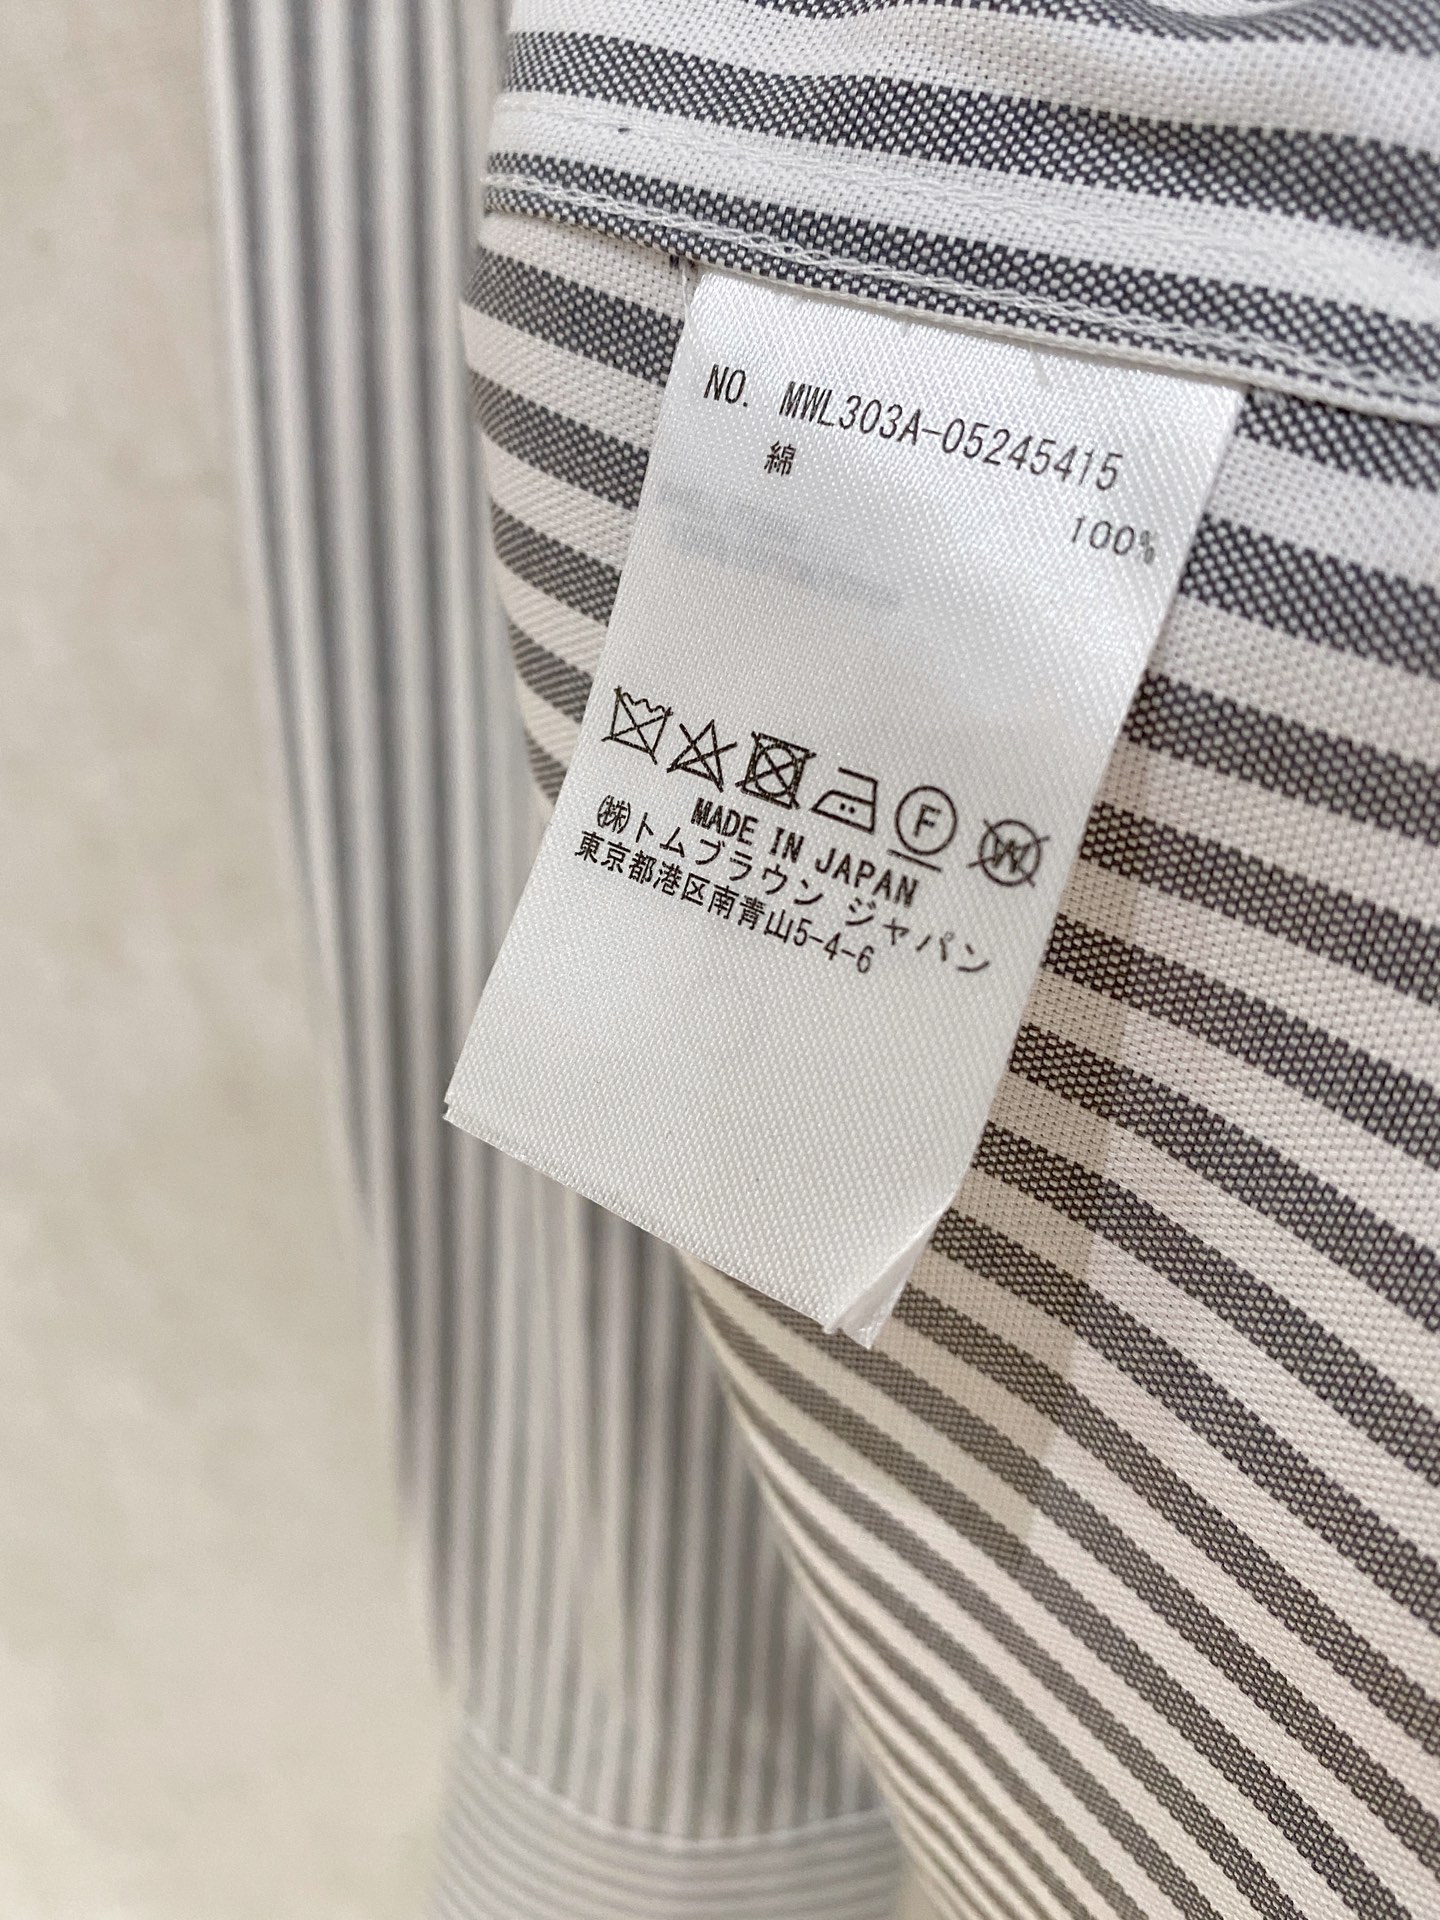 NO. MWL303A-05245415
綿 100%
F W
MADE IN JAPAN
㈱トムブラウン ジャパン
東京都港区南青山5-4-6